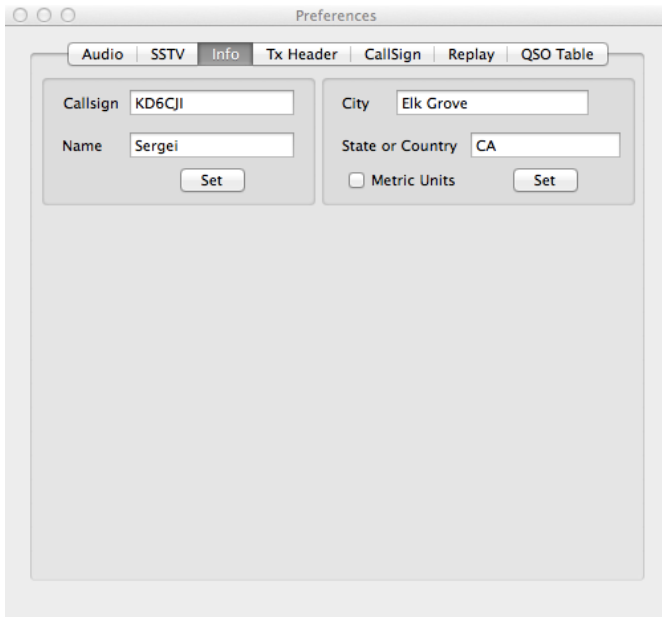 Preferences
Audio SSTV Info Tx Header CallSign Replay QSO Table
Callsign KD6CJI City Elk Grove
Name Sergei State or Country CA
Set Metric Units Set